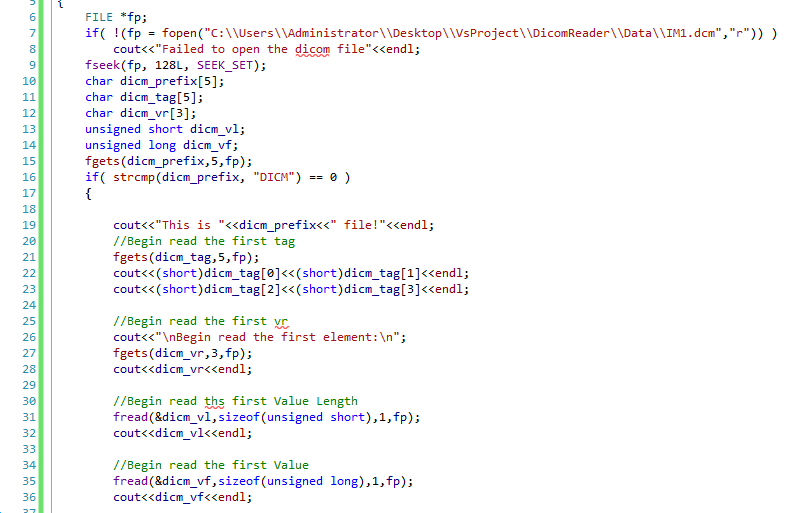 5 {
6 FILE *fp;
7 if( !(fp = fopen("C:\\Users\\Administrator\\Desktop\\VsProject\\DicomReader\\Data\\IM1.dcm","r")) )
8 cout<<"Failed to open the dicom file"<<endl;
9 fseek(fp, 128L, SEEK_SET);
10 char dicm_prefix[5];
11 char dicm_tag[5];
12 char dicm_vr[3];
13 unsigned short dicm_vl;
14 unsigned long dicm_vf;
15 fgets(dicm_prefix,5,fp);
16 if( strcmp(dicm_prefix, "DICM") == 0 )
17 {
18
19 cout<<"This is "<<dicm_prefix<<" file!"<<endl;
20 //Begin read the first tag
21 fgets(dicm_tag,5,fp);
22 cout<<(short)dicm_tag[0]<<(short)dicm_tag[1]<<endl;
23 cout<<(short)dicm_tag[2]<<(short)dicm_tag[3]<<endl;
24
25 //Begin read the first vr
26 cout<<"\nBegin read the first element:\n";
27 fgets(dicm_vr,3,fp);
28 cout<<dicm_vr<<endl;
29
30 //Begin read ths first Value Length
31 fread(&dicm_vl,sizeof(unsigned short),1,fp);
32 cout<<dicm_vl<<endl;
33
34 //Begin read the first Value
35 fread(&dicm_vf,sizeof(unsigned long),1,fp);
36 cout<<dicm_vf<<endl;
37